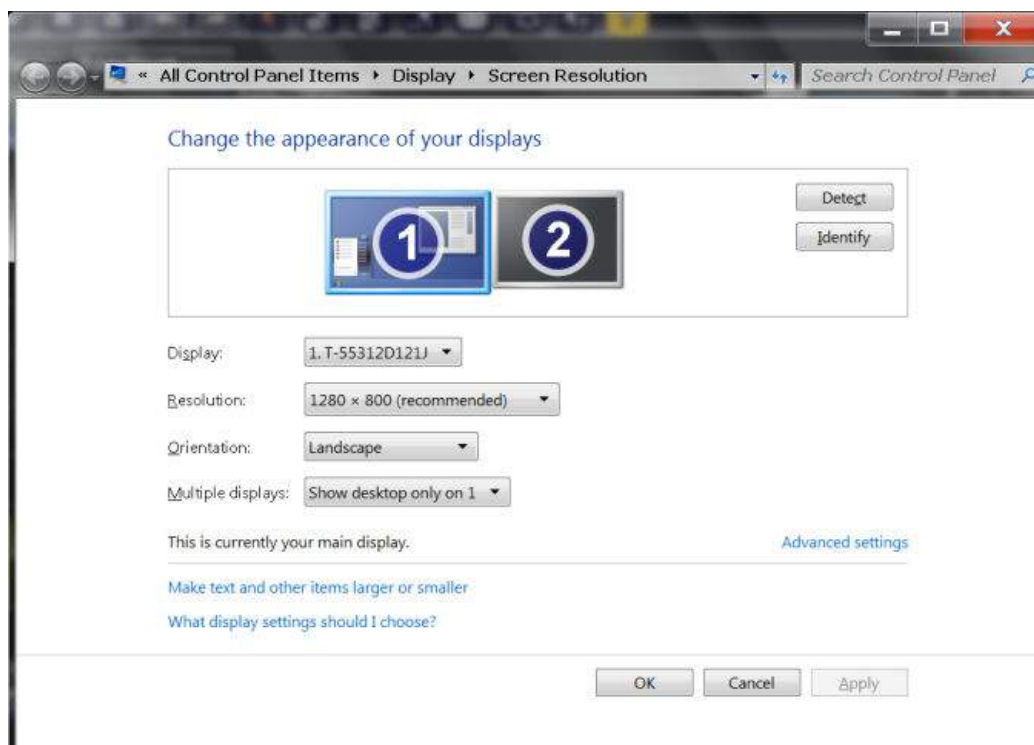 « All Control Panel Items ▸ Display ▸ Screen Resolution Search Control Panel
Change the appearance of your displays
1 2
Detect
Identify
Display: 1. T-55312D121J
Resolution: 1280 × 800 (recommended)
Orientation: Landscape
Multiple displays: Show desktop only on 1
This is currently your main display. Advanced settings
Make text and other items larger or smaller
What display settings should I choose?
OK Cancel Apply